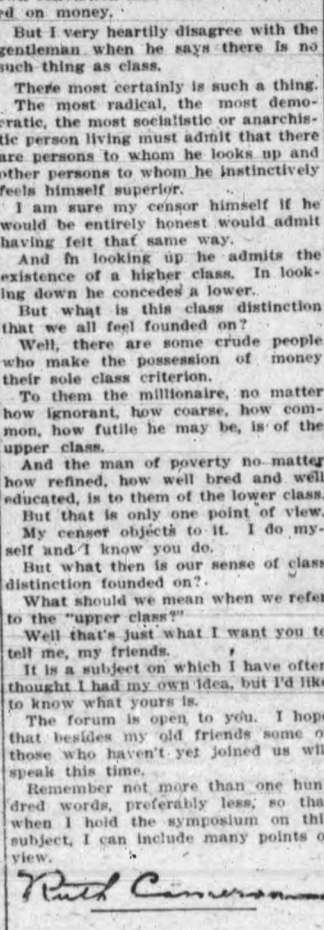 ed on money.
But I very heartily disagree with the
gentleman when he says there is no
such thing as class.
There most certainly is such a thing.
The most radical, the most demo-
cratic, the most socialistic or anarchis-
tic person living must admit that there
are persons to whom he looks up and
other persons to whom he instinctively
feels himself superior.
I am sure my censor himself if he
would be entirely honest would admit
having felt that same way.
And in looking up he admits the
existence of a higher class. In look-
ing down he concedes a lower.
But what is this class distinction
that we all feel founded on?
Well, there are some crude people
who make the possession of money
their sole class criterion.
To them the millionaire, no matter
how ignorant, how coarse, how com-
mon, how futile he may be, is of the
upper class.
And the man of poverty no matter
how refined, how well bred and well
educated, is to them of the lower class.
But that is only one point of view.
My censor objects to it. I do my-
self and I know you do.
But what then is our sense of class
distinction founded on?
What should we mean when we refer
to the "upper class?"
Well that's just what I want you to
tell me, my friends.
It is a subject on which I have often
thought I had my own idea, but I'd like
to know what yours is.
The forum is open to you. I hope
that besides my old friends some o
those who haven't yet joined us wil
speak this time.
Remember not more than one hun
dred words, preferably less, so tha
when I hold the symposium on thi
subject, I can include many points o
view.
Ruth Cameron